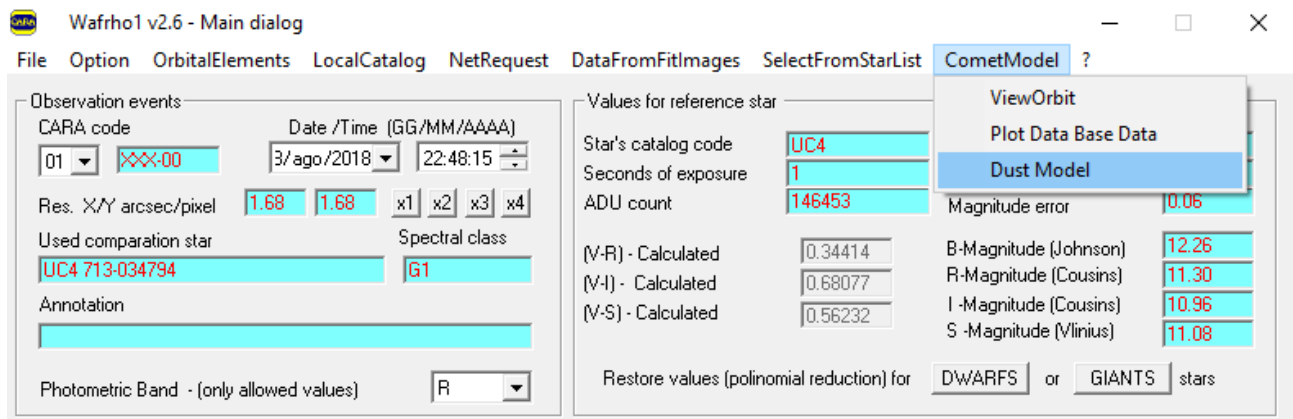 CARA Wafrho1 v2.6 - Main dialog
File Option OrbitalElements LocalCatalog NetRequest DataFromFitImages SelectFromStarList CometModel ?
ViewOrbit
Plot Data Base Data
Dust Model
Observation events
CARA code Date /Time (GG/MM/AAAA)
01 XXX-00 3/ago/2018 22:48:15
Res. X/Y arcsec/pixel 1.68 1.68 x1 x2 x3 x4
Used comparation star Spectral class
UC4 713-034794 G1
Annotation
Photometric Band - (only allowed values) R
Values for reference star
Star's catalog code UC4
Seconds of exposure 1
ADU count 146453 Magnitude error 0.06
(V-R) - Calculated 0.34414 B-Magnitude (Johnson) 12.26
(V-I) - Calculated 0.68077 R-Magnitude (Cousins) 11.30
(V-S) - Calculated 0.56232 I -Magnitude (Cousins) 10.96
S -Magnitude (Vlinius) 11.08
Restore values (polinomial reduction) for DWARFS or GIANTS stars